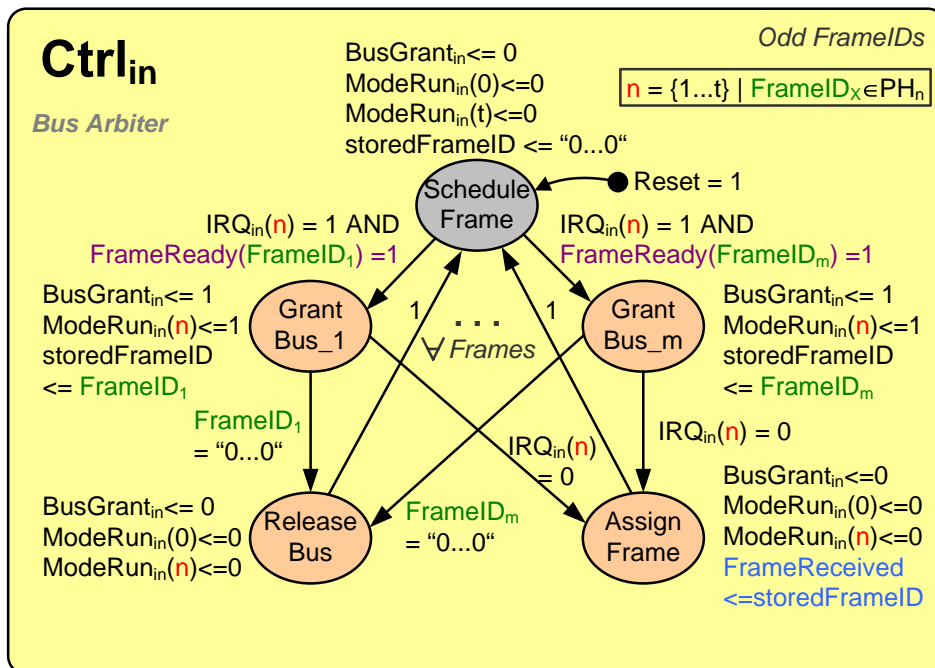 Ctrlin
Bus Arbiter
BusGrantin<= 0
ModeRunin(0)<=0
ModeRunin(t)<=0
storedFrameID <= “0...0“
Odd FrameIDs
n = {1...t} | FrameIDX∈PHn
Schedule
Frame
Reset = 1
IRQin(n) = 1 AND
FrameReady(FrameID1) =1
IRQin(n) = 1 AND
FrameReady(FrameIDm) =1
BusGrantin<= 1
ModeRunin(n)<=1
storedFrameID
<= FrameID1
Grant
Bus_1
1
. . .
∀ Frames
1
Grant
Bus_m
BusGrantin<= 1
ModeRunin(n)<=1
storedFrameID
<= FrameIDm
FrameID1
= “0...0“
IRQin(n)
= 0
IRQin(n) = 0
BusGrantin<= 0
ModeRunin(0)<=0
ModeRunin(n)<=0
Release
Bus
FrameIDm
= “0...0“
Assign
Frame
BusGrantin<=0
ModeRunin(0)<=0
ModeRunin(n)<=0
FrameReceived
<=storedFrameID